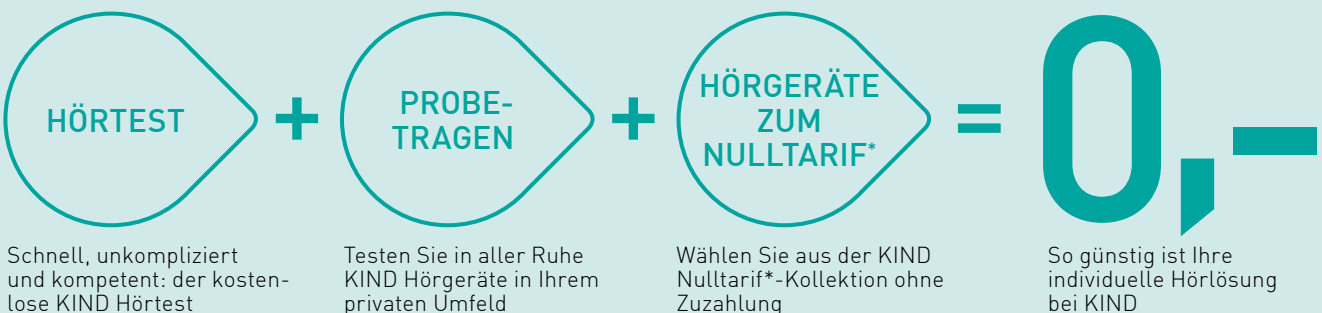 HÖRTEST
+
PROBE-
TRAGEN
+
HÖRGERÄTE
ZUM
NULLTARIF*
=
0,-
Schnell, unkompliziert
und kompetent: der kosten-
lose KIND Hörtest
Testen Sie in aller Ruhe
KIND Hörgeräte in Ihrem
privaten Umfeld
Wählen Sie aus der KIND
Nulltarif*-Kollektion ohne
Zuzahlung
So günstig ist Ihre
individuelle Hörlösung
bei KIND